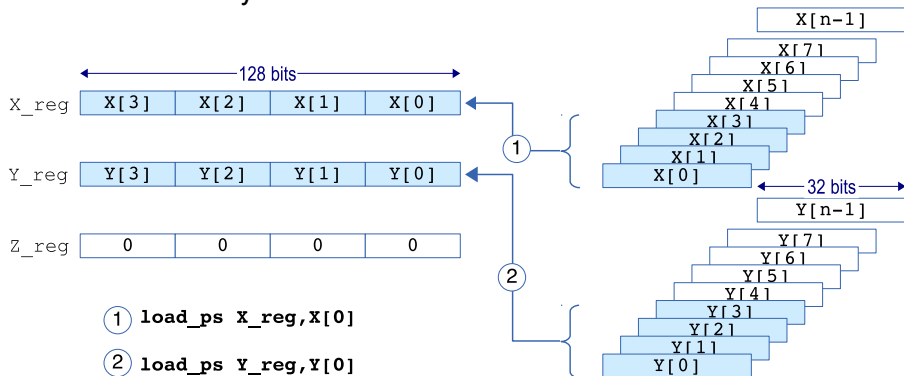 X[n-1]
X[7]
X[6]
X[5]
X[4]
X[3]
X[2]
X[1]
X[0]
128 bits
X_reg X[3] X[2] X[1] X[0]
1
Y_reg Y[3] Y[2] Y[1] Y[0]
32 bits
Y[n-1]
Z_reg 0 0 0 0
2
Y[7]
Y[6]
Y[5]
Y[4]
Y[3]
Y[2]
Y[1]
Y[0]
1 load_ps X_reg,X[0]
2 load_ps Y_reg,Y[0]